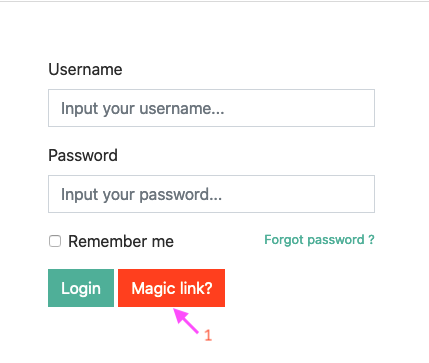 Username
Input your username...
Password
Input your password...
Remember me Forgot password ?
Login Magic link?
1